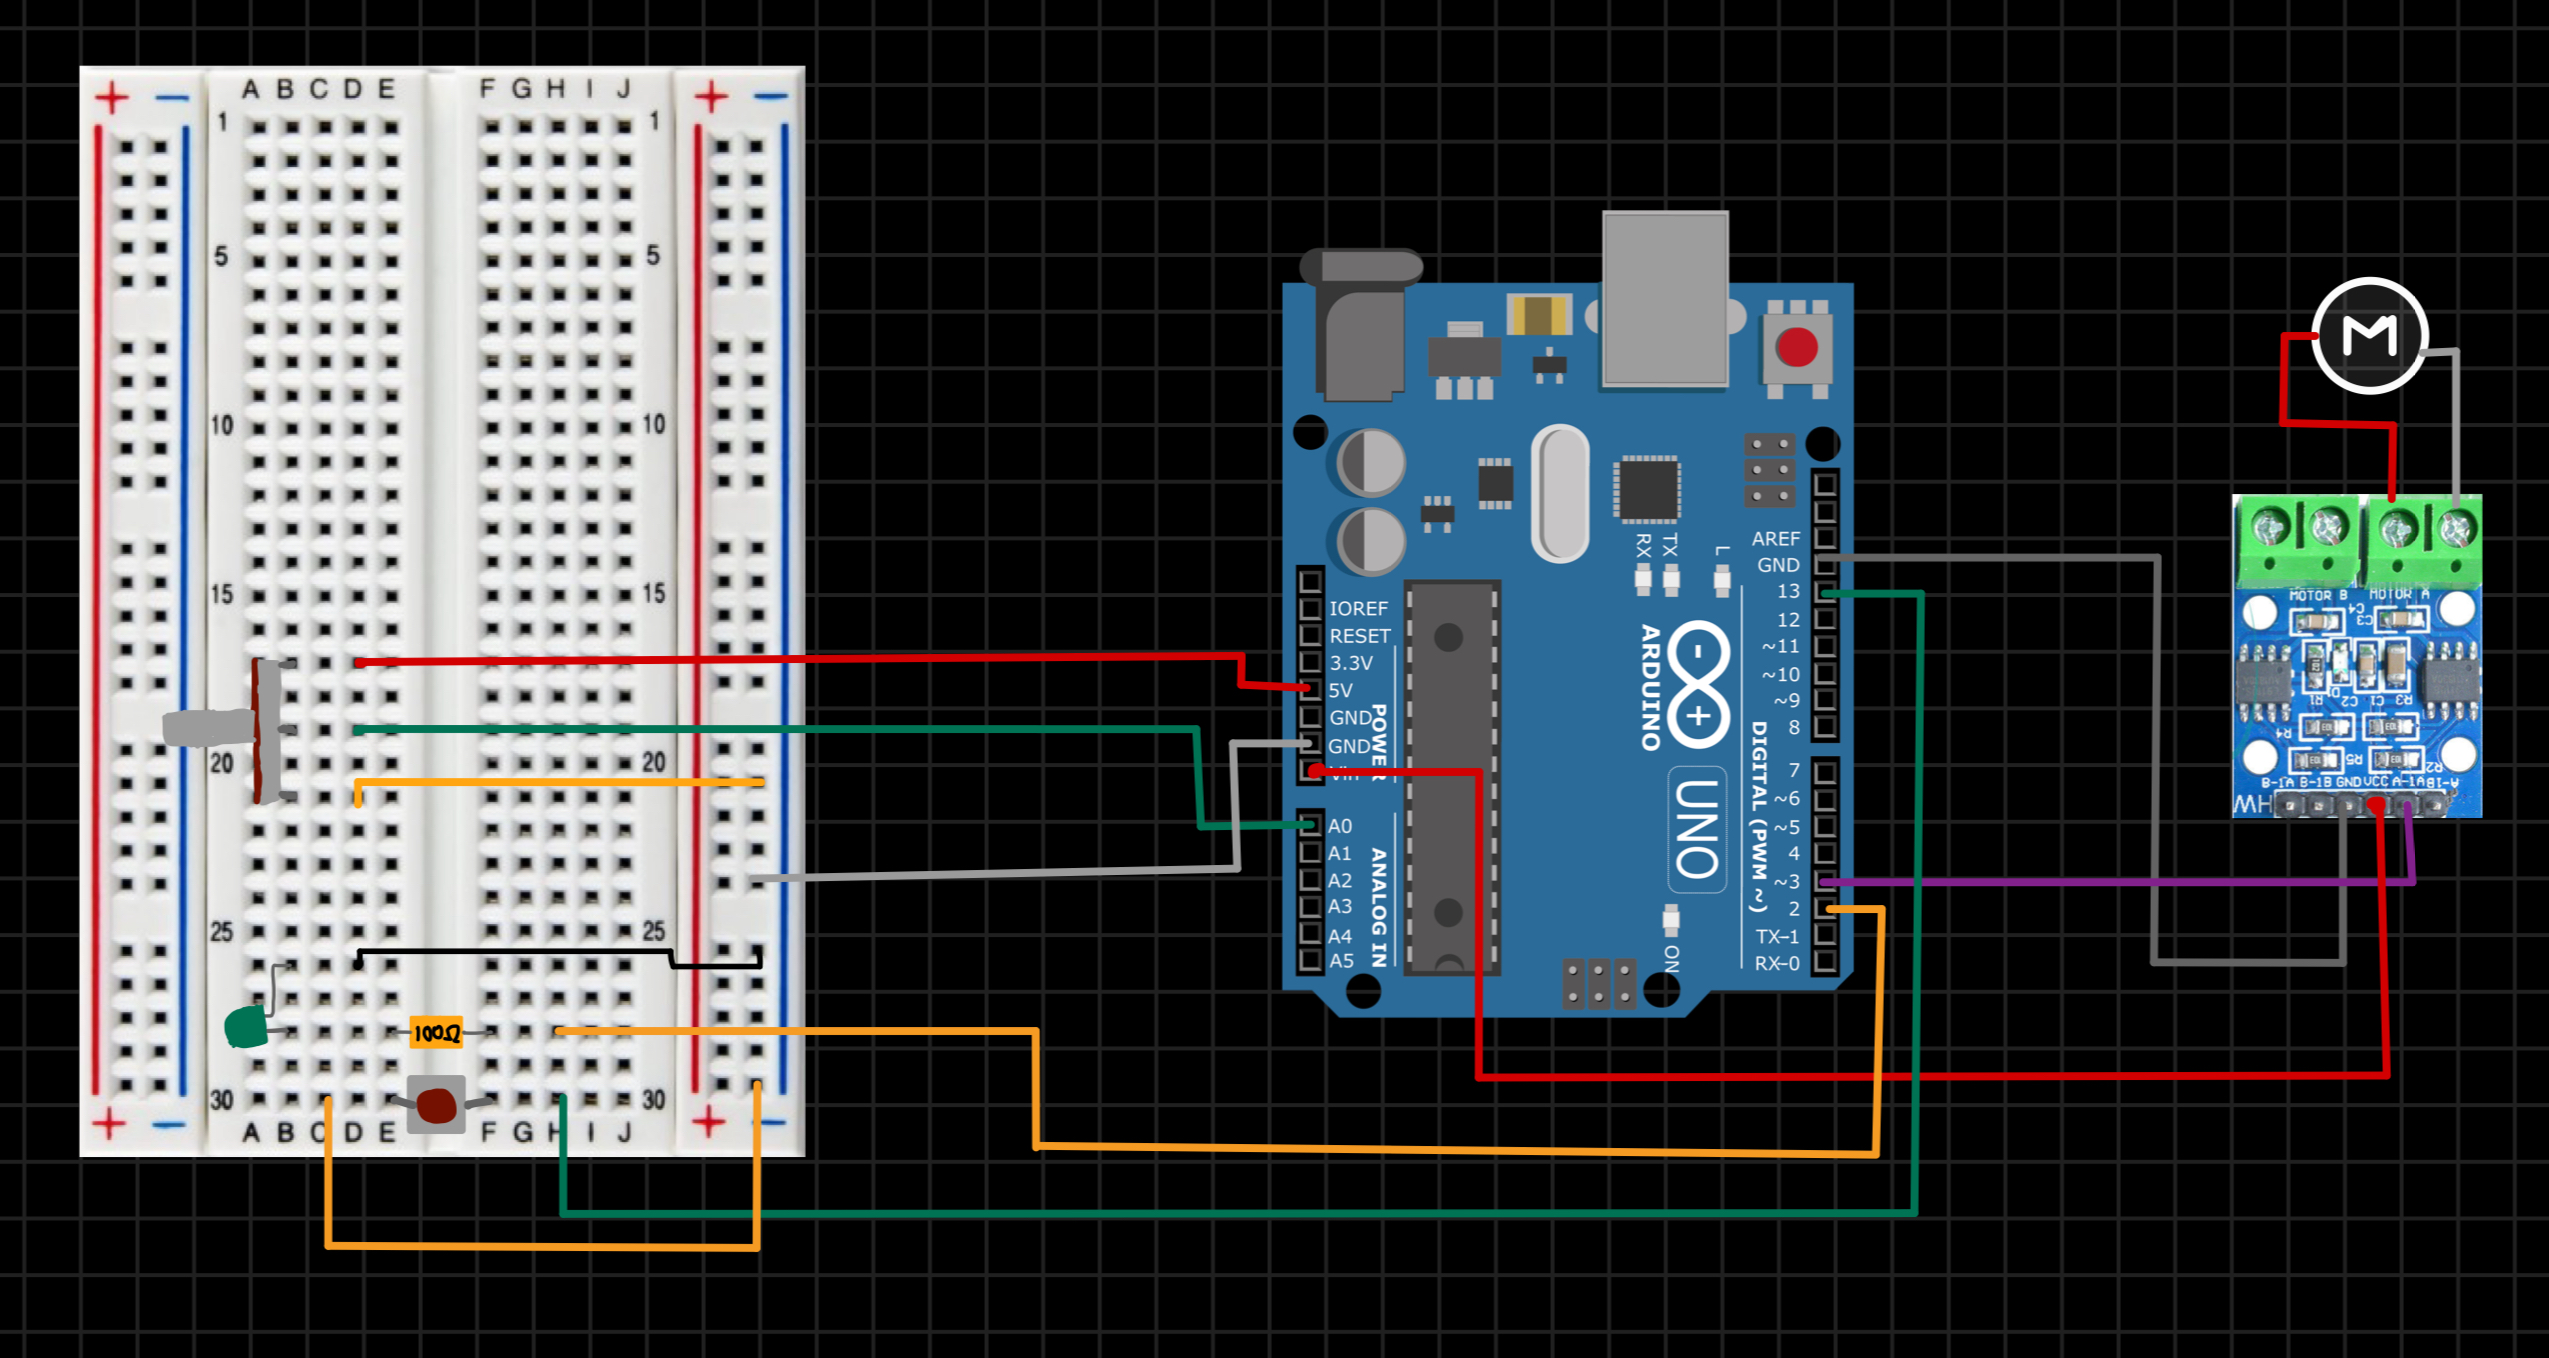 + − A B C D E F G H I J + −
1 1
5 5
10 10
15 15
20 20
25 25
30 30
+ − A B C D E F G H I J + −
100Ω
IOREF
RESET
3.3V
5V
GND
GND
Vin
POWER
A0
A1
A2
A3
A4
A5
ANALOG IN
RX TX L
ARDUINO
- +
UNO
ON
AREF
GND
13
12
~11
~10
~9
8
7
~6
~5
4
~3
2
TX-1
RX-0
DIGITAL (PWM ~)
M
MOTOR B MOTOR A
C4 C3
102
R1 C2 C1 R3
D1
R4
R5 R2
B-1A B-1B GND VCC A-1A A-1B
HW